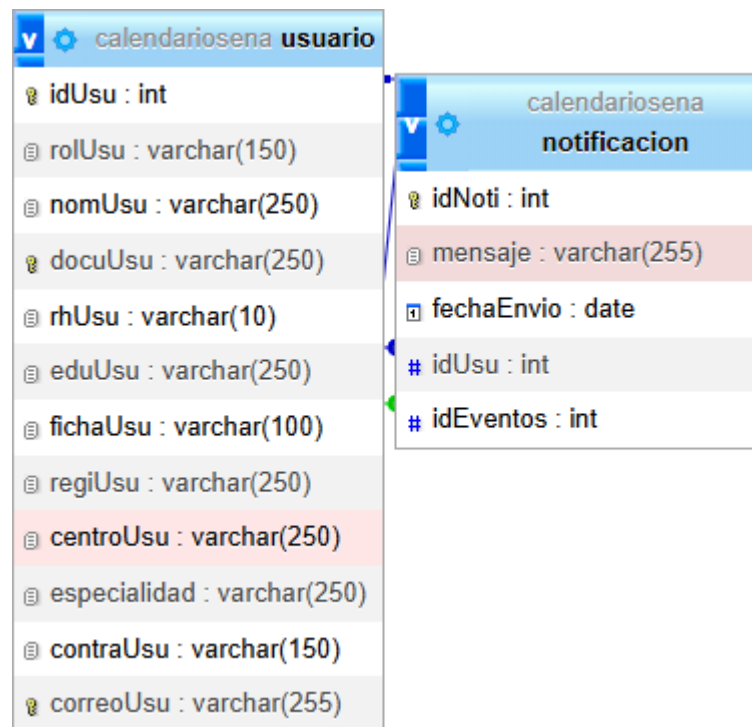 v calendariosena usuario
idUsu : int
rolUsu : varchar(150)
nomUsu : varchar(250)
docuUsu : varchar(250)
rhUsu : varchar(10)
eduUsu : varchar(250)
fichaUsu : varchar(100)
regiUsu : varchar(250)
centroUsu : varchar(250)
especialidad : varchar(250)
contraUsu : varchar(150)
correoUsu : varchar(255)
v calendariosena
notificacion
idNoti : int
mensaje : varchar(255)
fechaEnvio : date
# idUsu : int
# idEventos : int